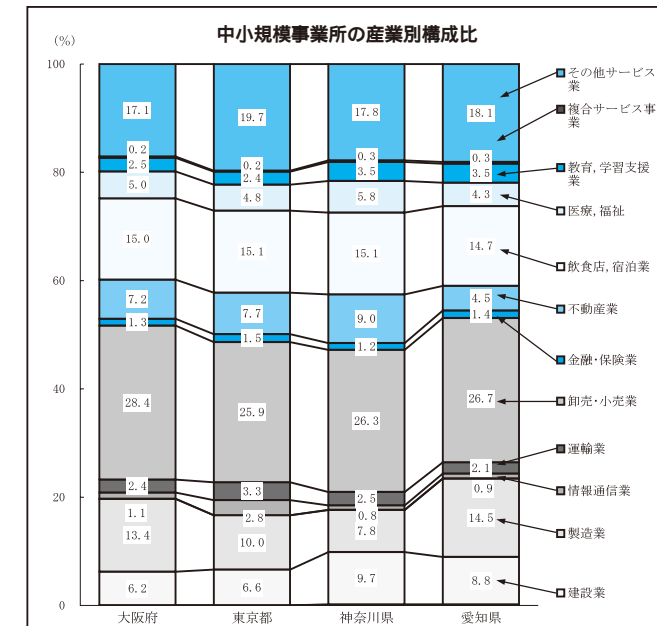 中小規模事業所の産業別構成比
(%)
100
80
60
40
20
0
17.1
0.2
2.5
5.0
15.0
7.2
1.3
28.4
2.4
1.1
13.4
6.2
19.7
0.2
2.4
4.8
15.1
7.7
1.5
25.9
3.3
2.8
10.0
6.6
17.8
0.3
3.5
5.8
15.1
9.0
1.2
26.3
2.5
0.8
7.8
9.7
18.1
0.3
3.5
4.3
14.7
4.5
1.4
26.7
2.1
0.9
14.5
8.8
その他サービス
業
複合サービス事
業
教育,学習支援
業
医療,福祉
飲食店,宿泊業
不動産業
金融・保険業
卸売・小売業
運輸業
情報通信業
製造業
建設業
大阪府
東京都
神奈川県
愛知県